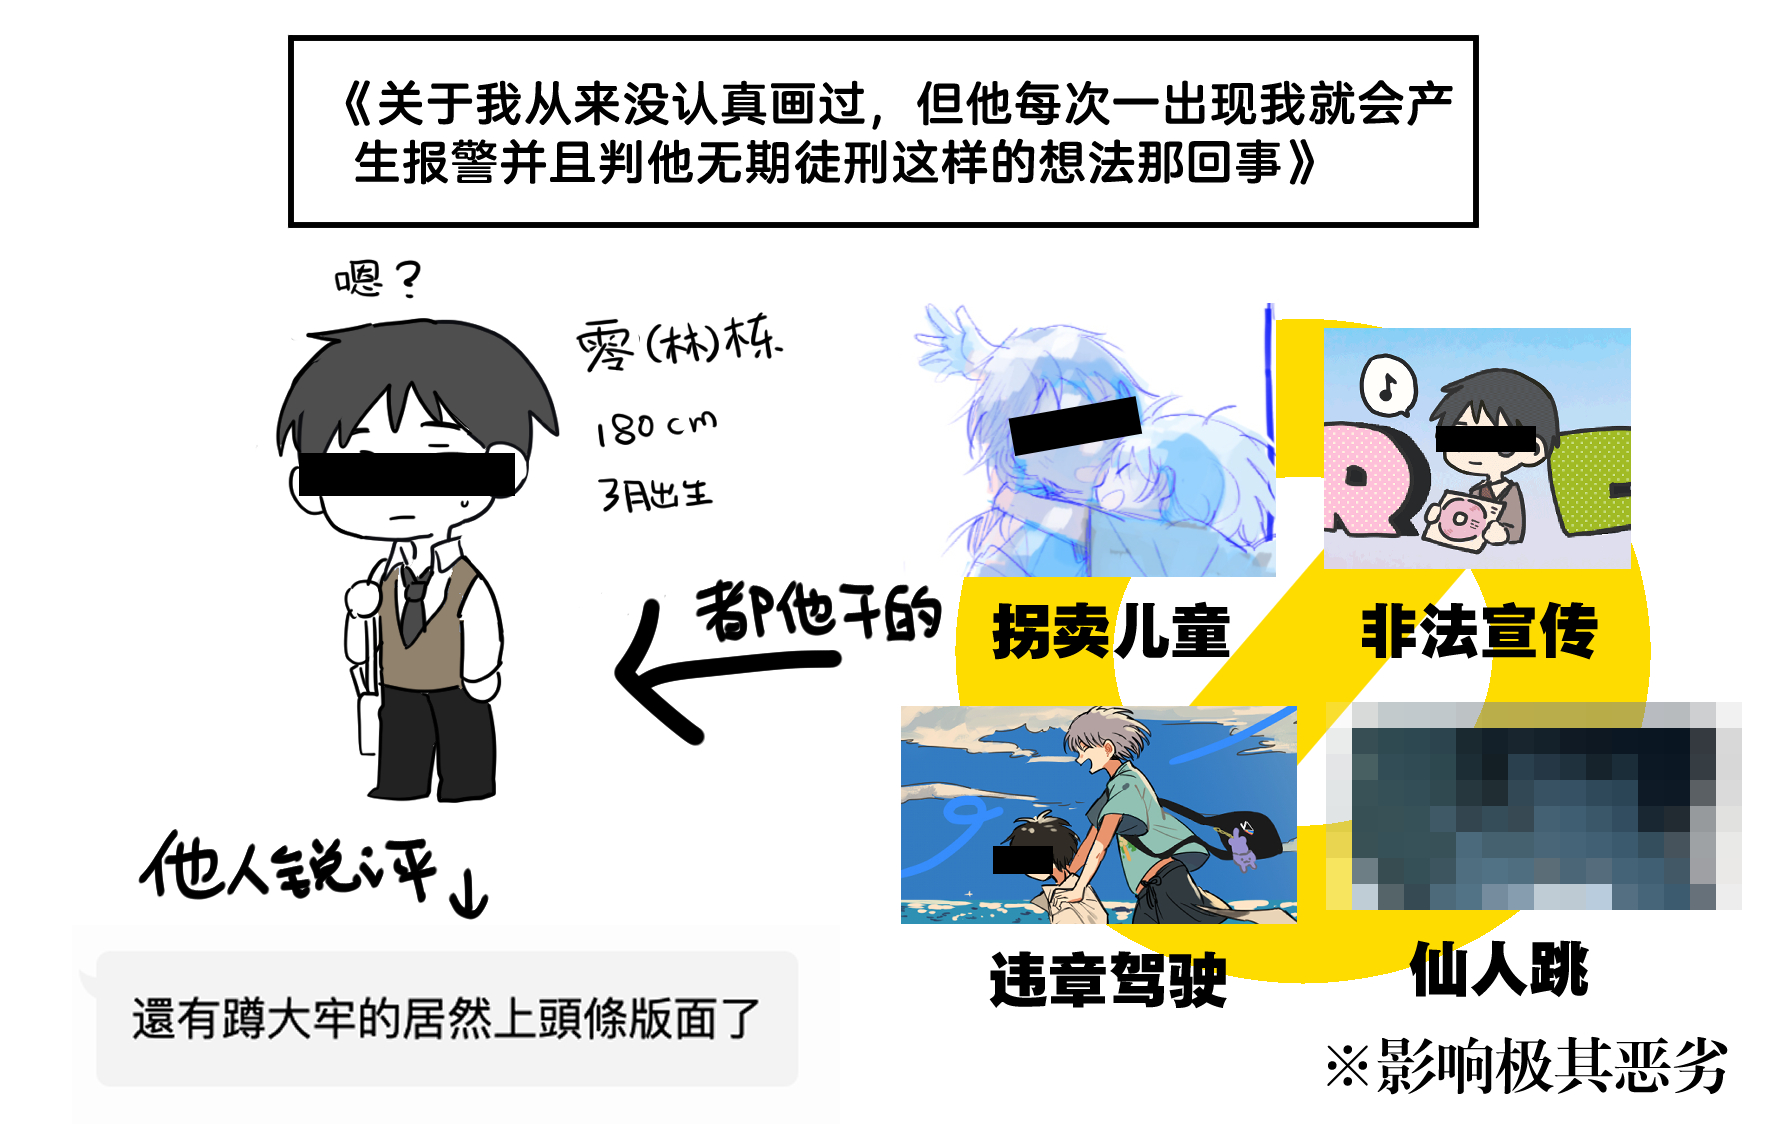 《关于我从来没认真画过，但他每次一出现我就会产
生报警并且判他无期徒刑这样的想法那回事》
嗯？
零(林)栋
180cm
3月出生
都他干的
拐卖儿童
非法宣传
R
违章驾驶
仙人跳
※影响极其恶劣
他人锐评↓
還有蹲大牢的居然上頭條版面了